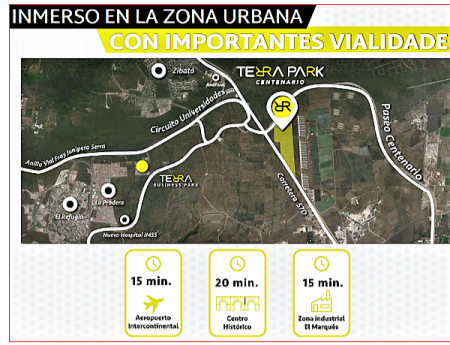 INMERSO EN LA ZONA URBANA
CON IMPORTANTES VIALIDADE
Zibatá
TERRA PARK
CENTENARIO
Circuito Universidades
Anillo Vial Fray Junípero Serra
Paseo Centenario
TERRA
BUSINESS PARK
Carretera 57D
La Pradera
El Refugio
Nuevo Hospital IMSS
15 min.
Aeropuerto
Intercontinental
20 min.
Centro
Histórico
15 min.
Zona industrial
El Marqués